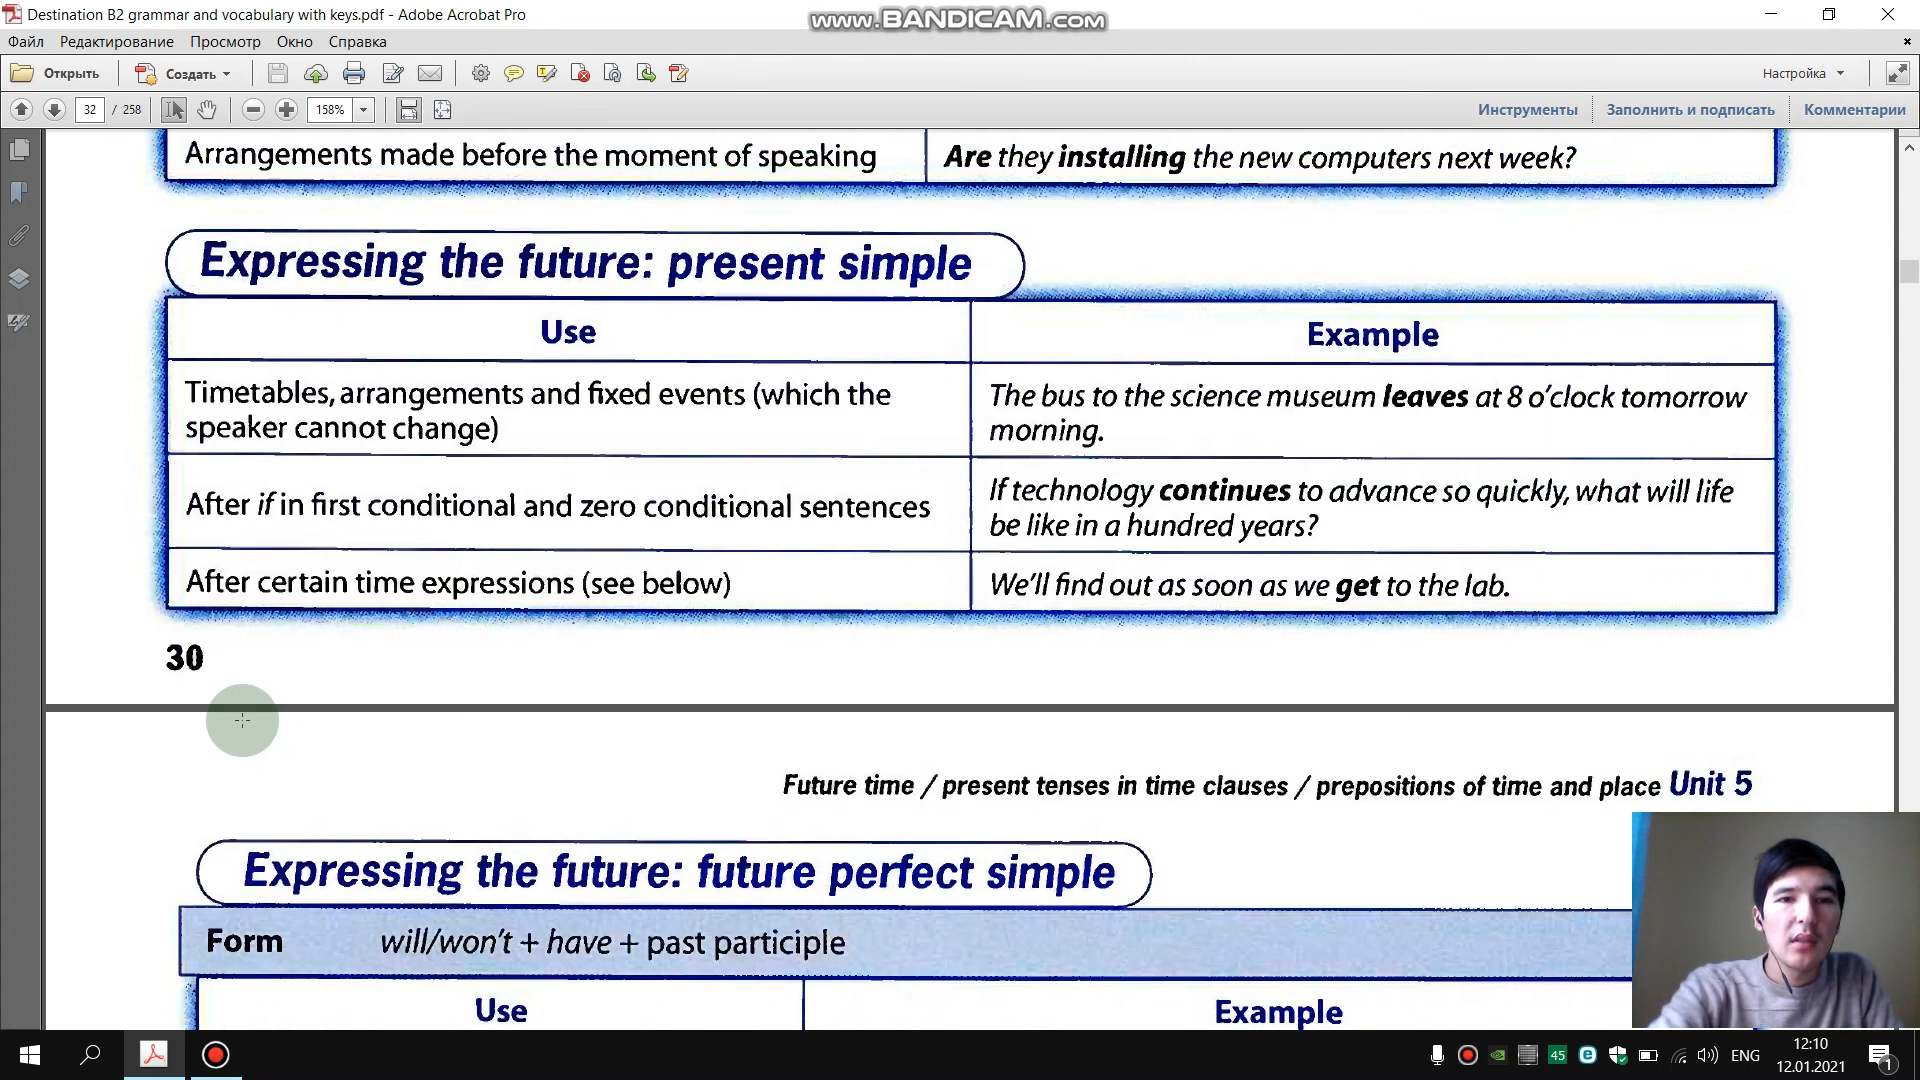 Destination B2 grammar and vocabulary with keys.pdf - Adobe Acrobat Pro
www.BANDICAM.com
Файл Редактирование Просмотр Окно Справка
Открыть Создать Настройка
32 / 258 158% Инструменты Заполнить и подписать Комментарии
Arrangements made before the moment of speaking Are they installing the new computers next week?
Expressing the future: present simple
Use Example
Timetables, arrangements and fixed events (which the
speaker cannot change)
The bus to the science museum leaves at 8 o'clock tomorrow
morning.
After if in first conditional and zero conditional sentences
If technology continues to advance so quickly, what will life
be like in a hundred years?
After certain time expressions (see below) We'll find out as soon as we get to the lab.
30
Future time / present tenses in time clauses / prepositions of time and place Unit 5
Expressing the future: future perfect simple
Form will/won't + have + past participle
Use Example
45 ENG 12:10
12.01.2021
1